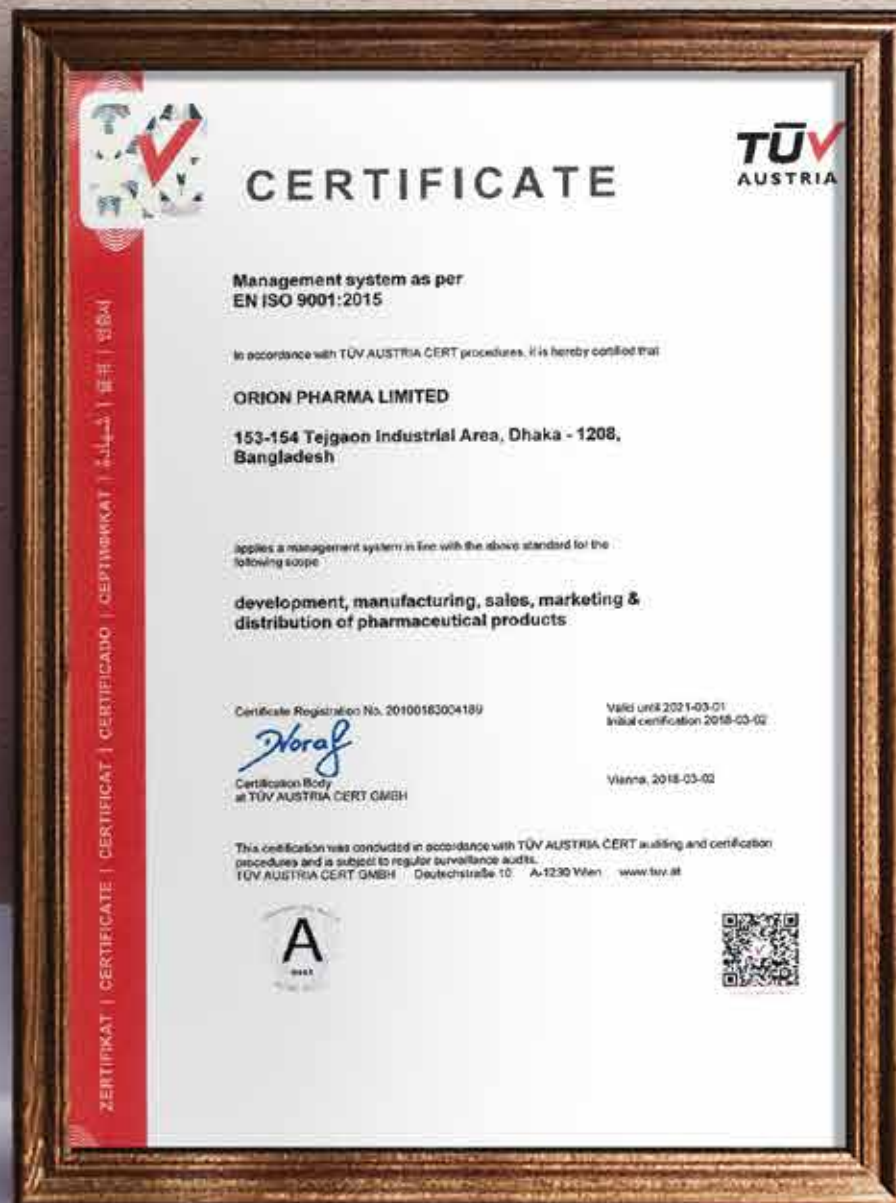 TÜV
AUSTRIA
CERTIFICATE
Management system as per
EN ISO 9001:2015
In accordance with TÜV AUSTRIA CERT procedures, it is hereby certified that
ORION PHARMA LIMITED
153-154 Tejgaon Industrial Area, Dhaka - 1208,
Bangladesh
applies a management system in line with the above standard for the
following scope
development, manufacturing, sales, marketing &
distribution of pharmaceutical products
Certificate Registration No. 20100183004189
Valid until 2021-03-01
Initial certification 2018-03-02
Certification Body
at TÜV AUSTRIA CERT GMBH
Vienna, 2018-03-02
This certification was conducted in accordance with TÜV AUSTRIA CERT auditing and certification
procedures and is subject to regular surveillance audits.
TÜV AUSTRIA CERT GMBH Deutschstraße 10 A-1230 Wien www.tuv.at
A
ZERTIFIKAT | CERTIFICATE | CERTIFICAT | CERTIFICADO | СЕРТИФИКАТ | شهادة | 인증서